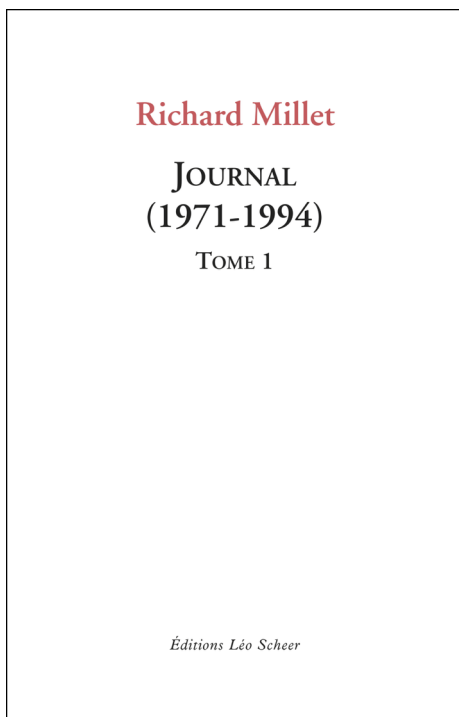 Richard Millet
JOURNAL
(1971-1994)
TOME 1
Éditions Léo Scheer